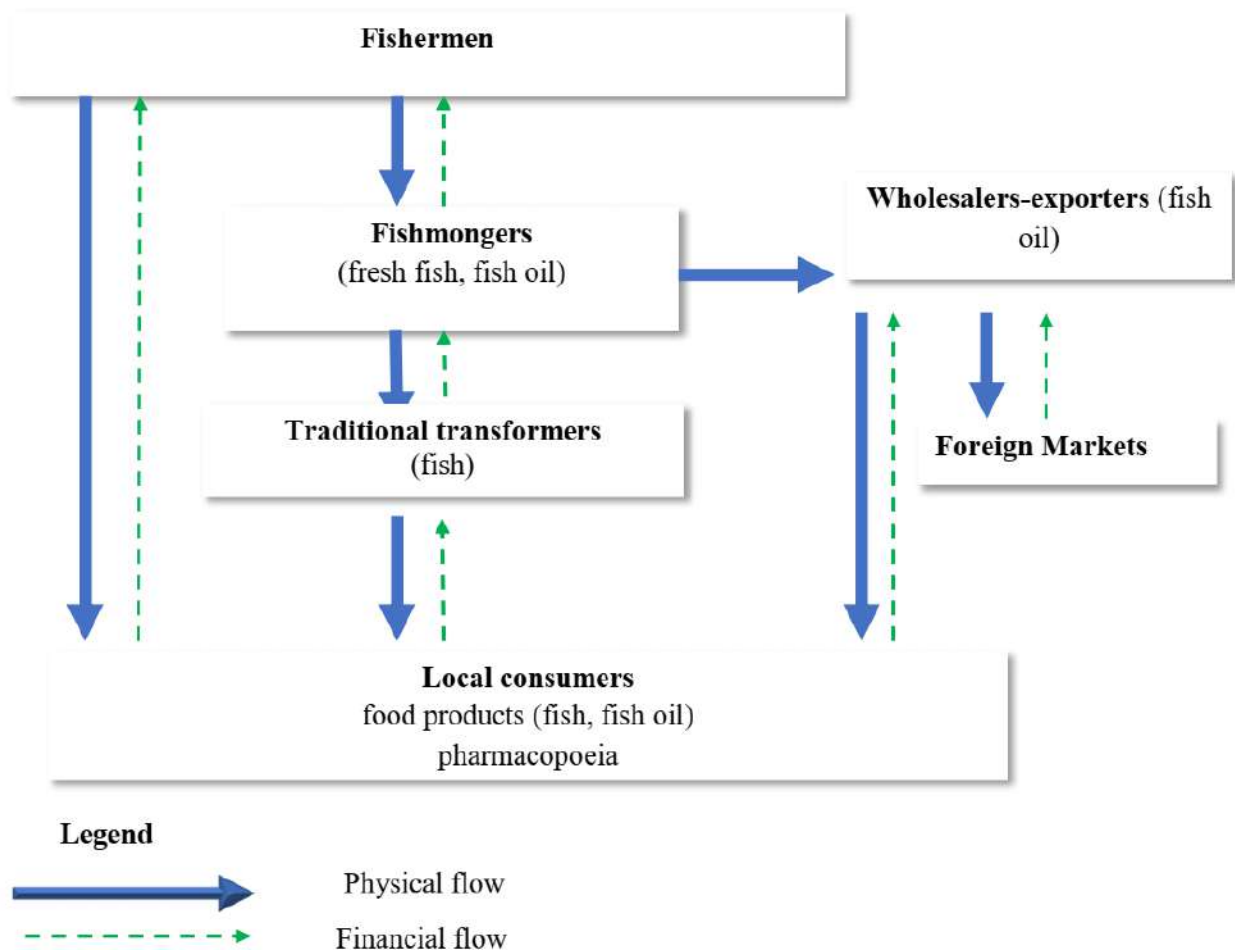 Fishermen
Fishmongers
(fresh fish, fish oil)
Wholesalers-exporters (fish
oil)
Traditional transformers
(fish)
Foreign Markets
Local consumers
food products (fish, fish oil)
pharmacopoeia
Legend
Physical flow
Financial flow